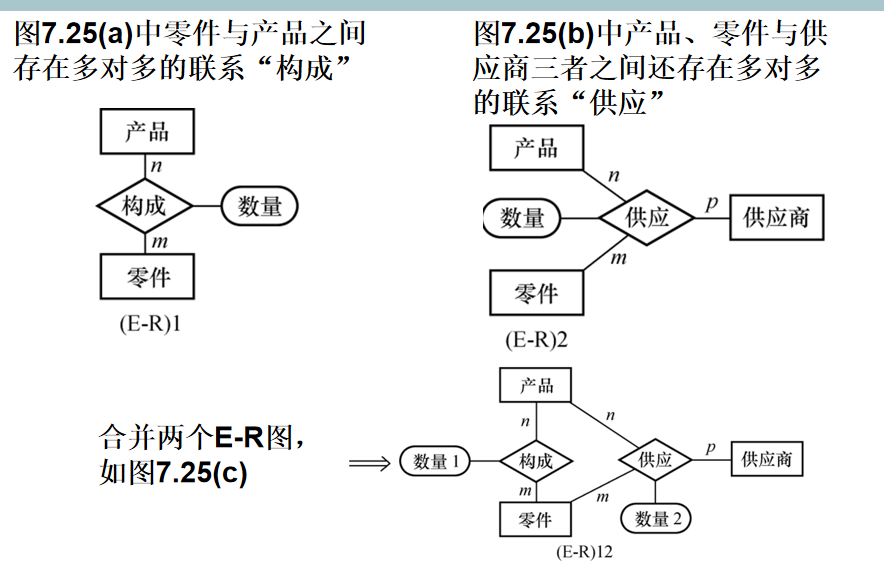 图7.25(a)中零件与产品之间
存在多对多的联系“构成”
产品
n
构成
数量
m
零件
(E-R)1
图7.25(b)中产品、零件与供
应商三者之间还存在多对多
的联系“供应”
产品
n
数量
供应
p
供应商
m
零件
(E-R)2
合并两个E-R图，
如图7.25(c)
产品
n
n
数量 1
构成
供应
p
供应商
m
m
零件
数量 2
(E-R)12